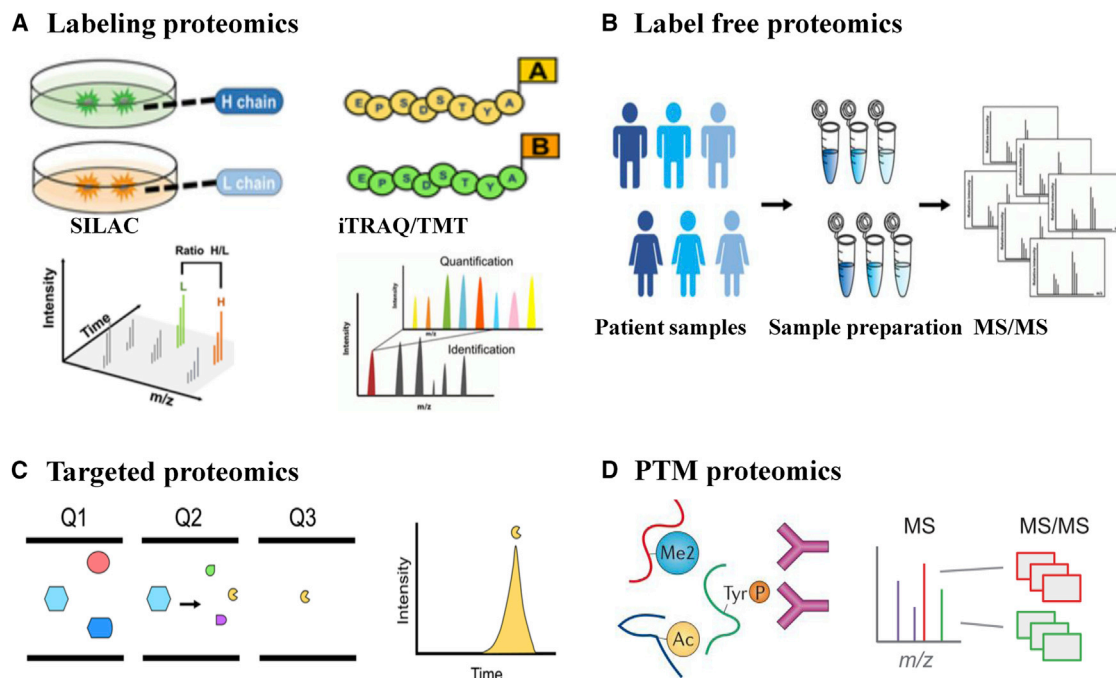 A Labeling proteomics
H chain
L chain
SILAC
A
E P S D S T Y A
B
E P S D S T Y A
iTRAQ/TMT
Ratio H/L
L
H
Intensity
Time
m/z
Quantification
Intensity
m/z
Identification
Intensity
m/z
B Label free proteomics
Patient samples
Sample preparation
MS/MS
C Targeted proteomics
Q1 Q2 Q3
Intensity
Time
D PTM proteomics
Me2
Tyr P
Ac
MS
m/z
MS/MS